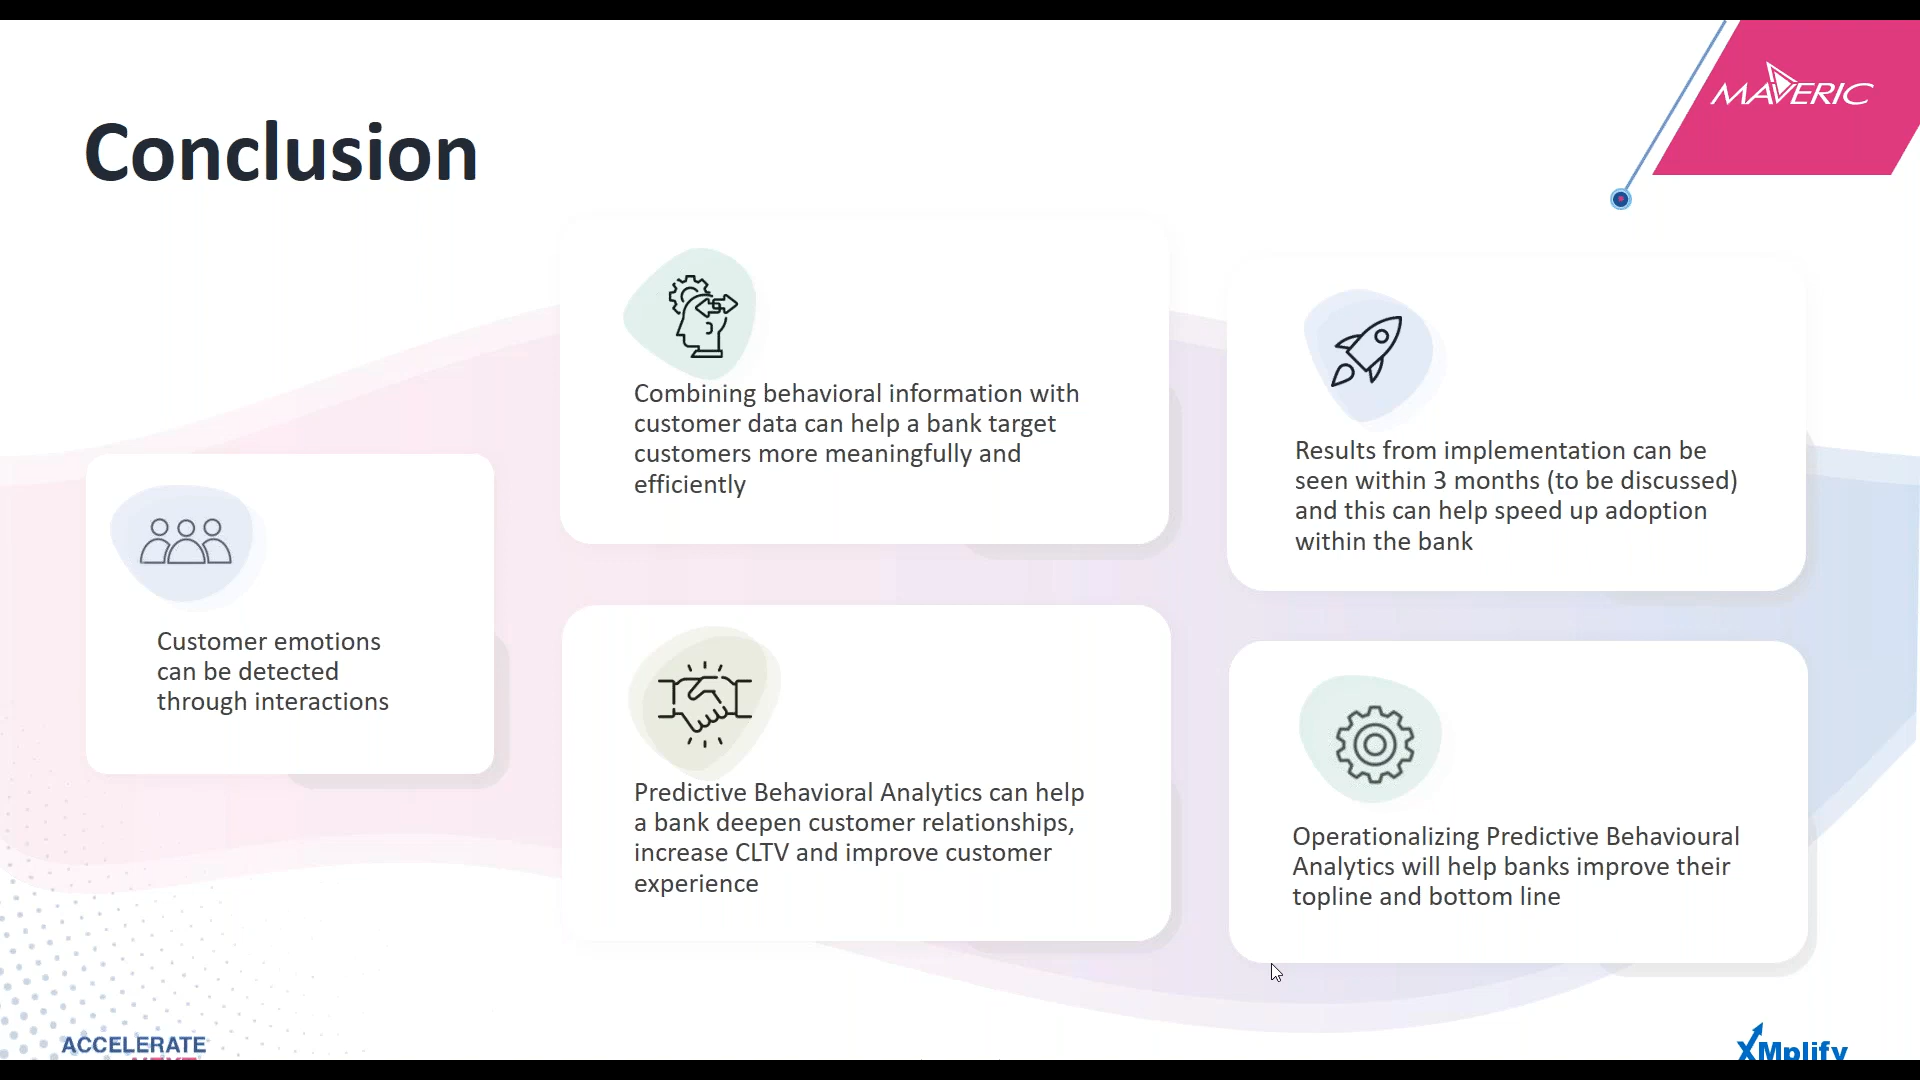 Conclusion
MAVERIC
Customer emotions
can be detected
through interactions
Combining behavioral information with
customer data can help a bank target
customers more meaningfully and
efficiently
Predictive Behavioral Analytics can help
a bank deepen customer relationships,
increase CLTV and improve customer
experience
Results from implementation can be
seen within 3 months (to be discussed)
and this can help speed up adoption
within the bank
Operationalizing Predictive Behavioural
Analytics will help banks improve their
topline and bottom line
ACCELERATE
NEXT
XMplify